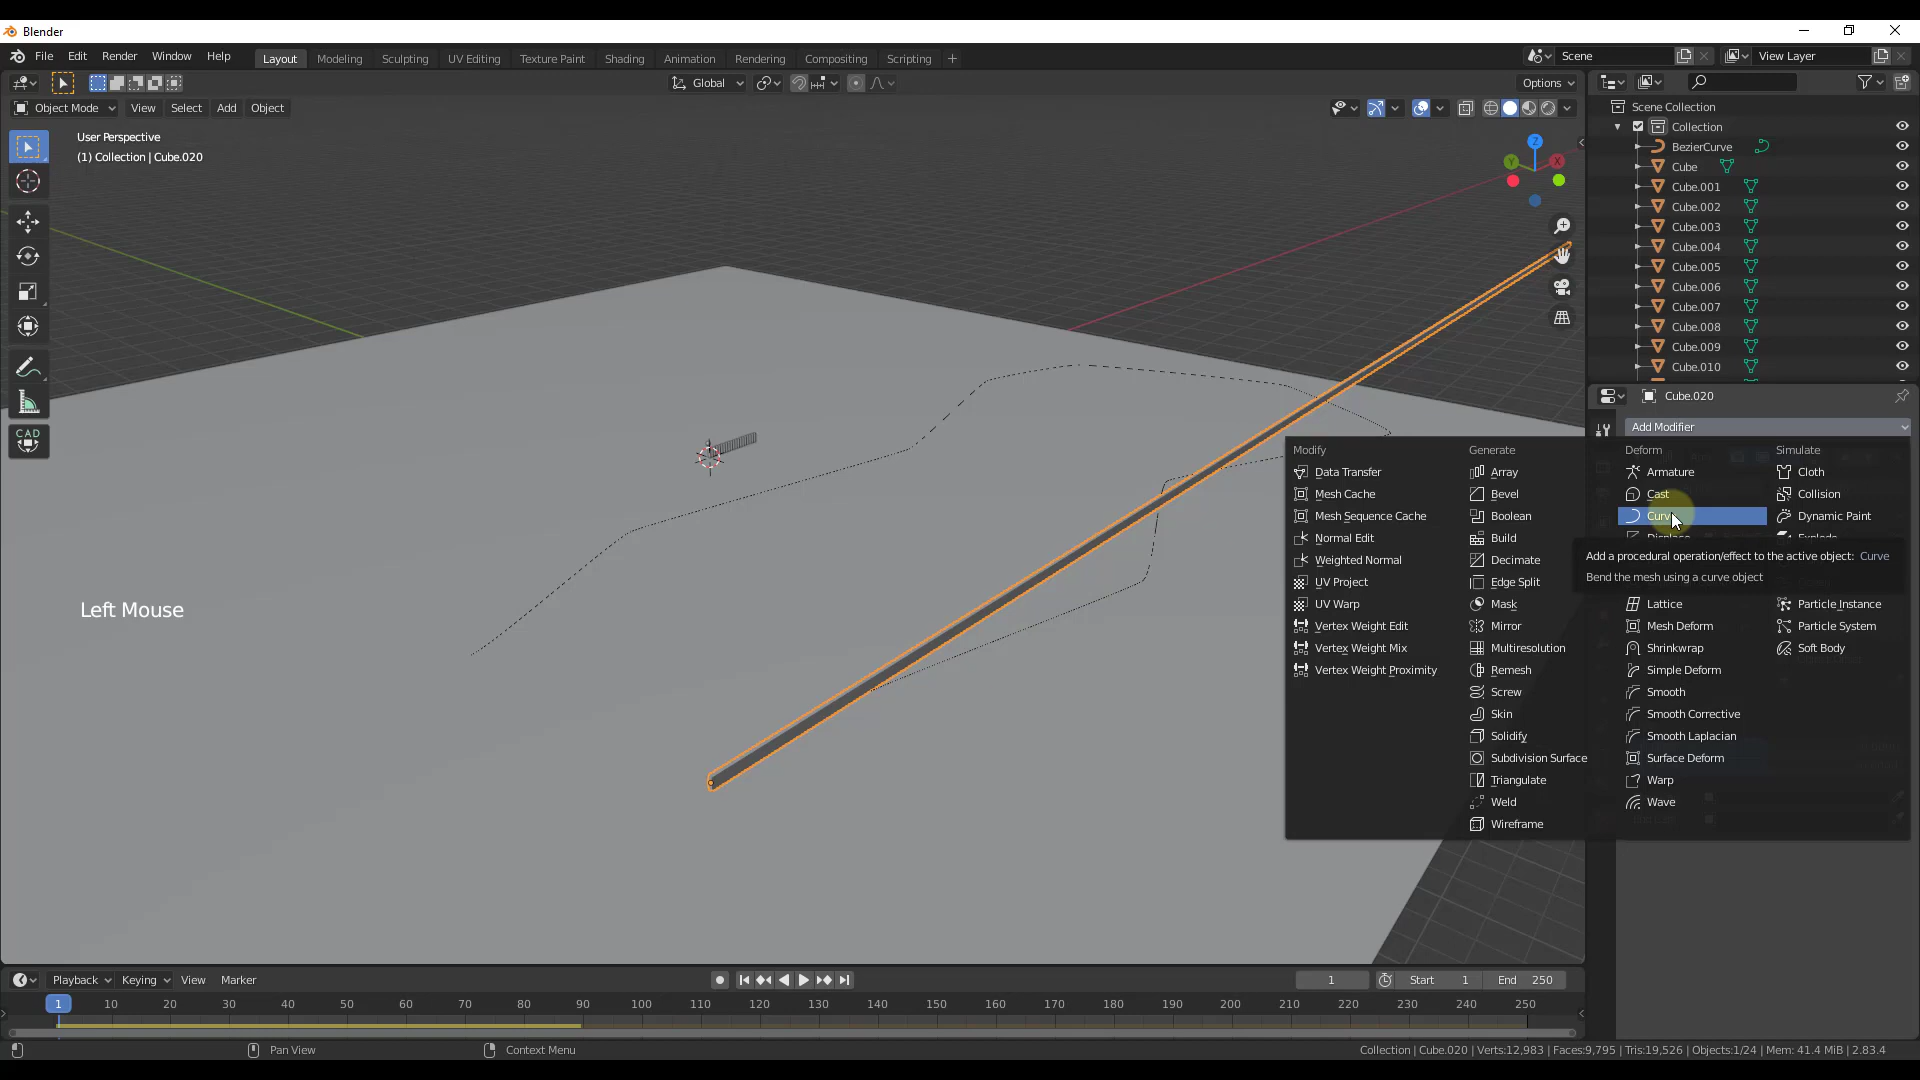 Blender
File Edit Render Window Help Layout Modeling Sculpting UV Editing Texture Paint Shading Animation Rendering Compositing Scripting + Scene View Layer
Global Options
Object Mode View Select Add Object
User Perspective
(1) Collection | Cube.020
CAD
Left Mouse
Z
Y
X
Scene Collection
Collection
BezierCurve
Cube
Cube.001
Cube.002
Cube.003
Cube.004
Cube.005
Cube.006
Cube.007
Cube.008
Cube.009
Cube.010
Cube.020
Add Modifier
Modify
Data Transfer
Mesh Cache
Mesh Sequence Cache
Normal Edit
Weighted Normal
UV Project
UV Warp
Vertex Weight Edit
Vertex Weight Mix
Vertex Weight Proximity
Generate
Array
Bevel
Boolean
Build
Decimate
Edge Split
Mask
Mirror
Multiresolution
Remesh
Screw
Skin
Solidify
Subdivision Surface
Triangulate
Weld
Wireframe
Deform
Armature
Cast
Curve
Lattice
Mesh Deform
Shrinkwrap
Simple Deform
Smooth
Smooth Corrective
Smooth Laplacian
Surface Deform
Warp
Wave
Simulate
Cloth
Collision
Dynamic Paint
Particle Instance
Particle System
Soft Body
Add a procedural operation/effect to the active object: Curve
Bend the mesh using a curve object
Playback Keying View Marker 1 Start 1 End 250
1 10 20 30 40 50 60 70 80 90 100 110 120 130 140 150 160 170 180 190 200 210 220 230 240 250
Pan View Context Menu Collection | Cube.020 | Verts:12,983 | Faces:9,795 | Tris:19,526 | Objects:1/24 | Mem: 41.4 MiB | 2.83.4